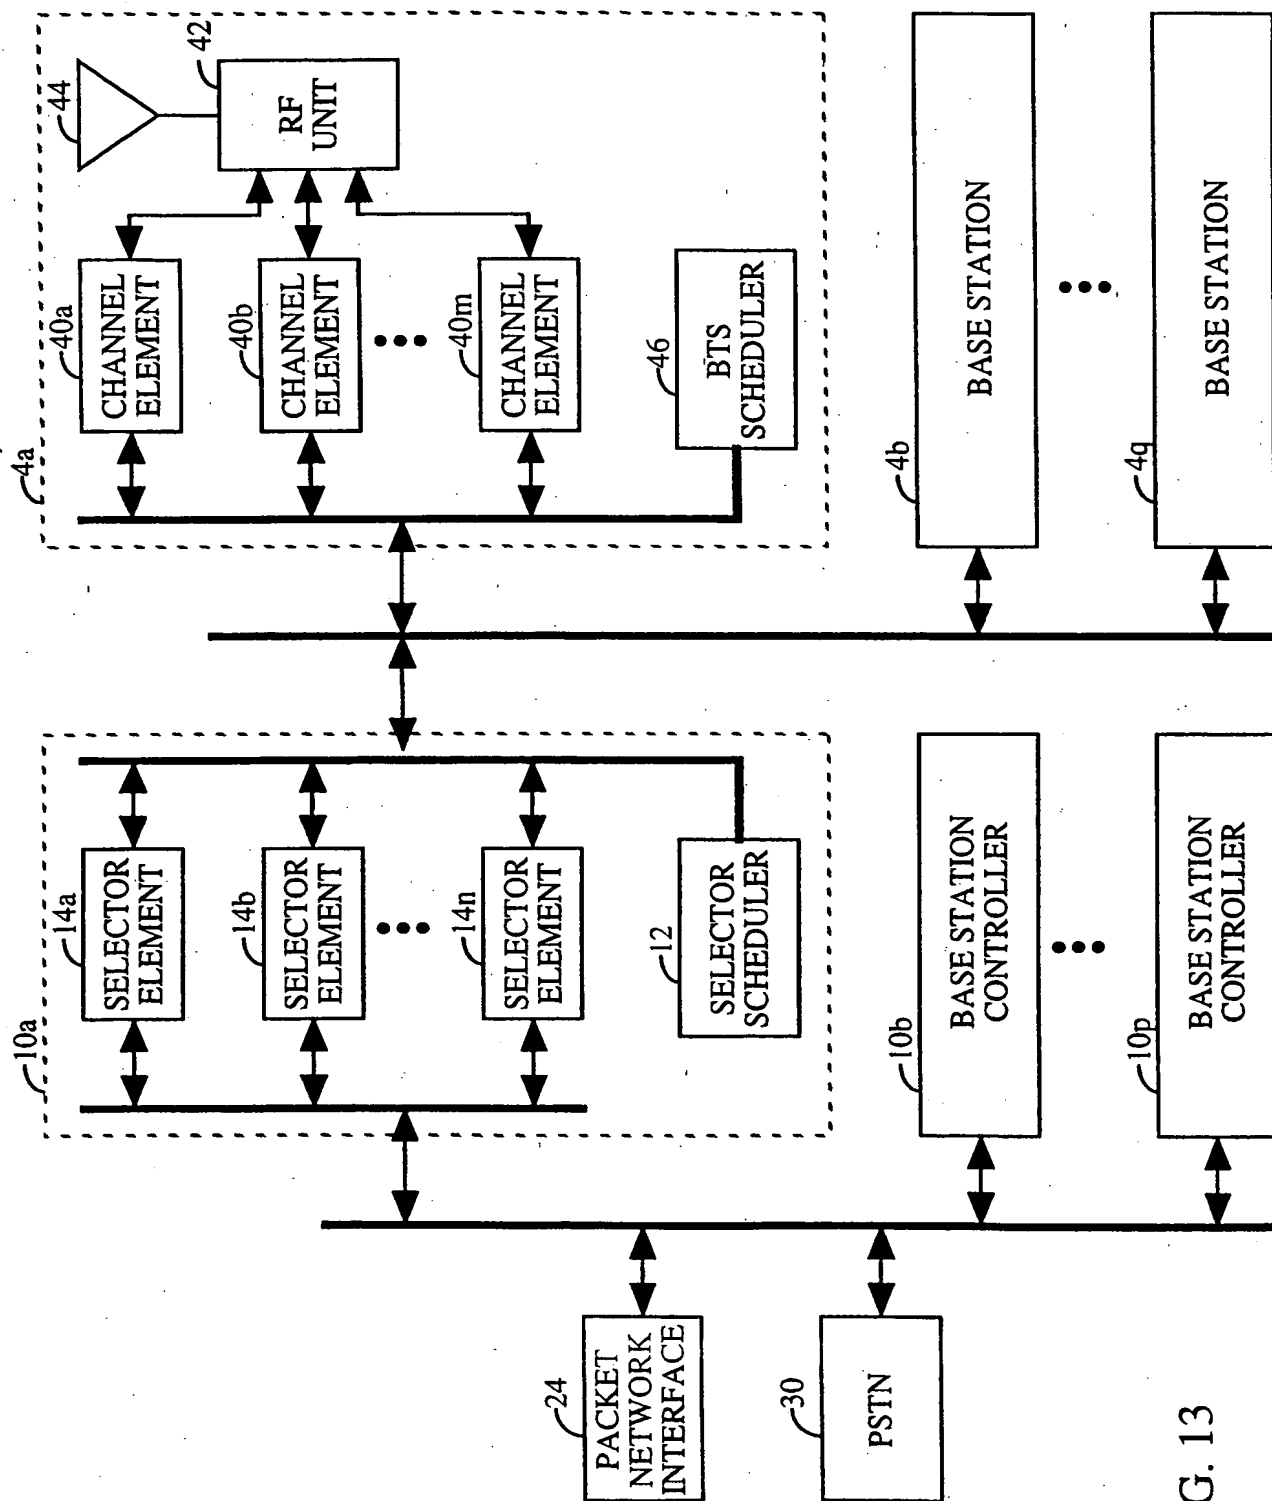 44
42
RF
UNIT
40a
CHANNEL
ELEMENT
40b
CHANNEL
ELEMENT
40m
CHANNEL
ELEMENT
46
BTS
SCHEDULER
4a
4b
BASE STATION
4q
BASE STATION
10a
14a
SELECTOR
ELEMENT
14b
SELECTOR
ELEMENT
14n
SELECTOR
ELEMENT
12
SELECTOR
SCHEDULER
10b
BASE STATION
CONTROLLER
10p
BASE STATION
CONTROLLER
24
PACKET
NETWORK
INTERFACE
30
PSTN
G. 13